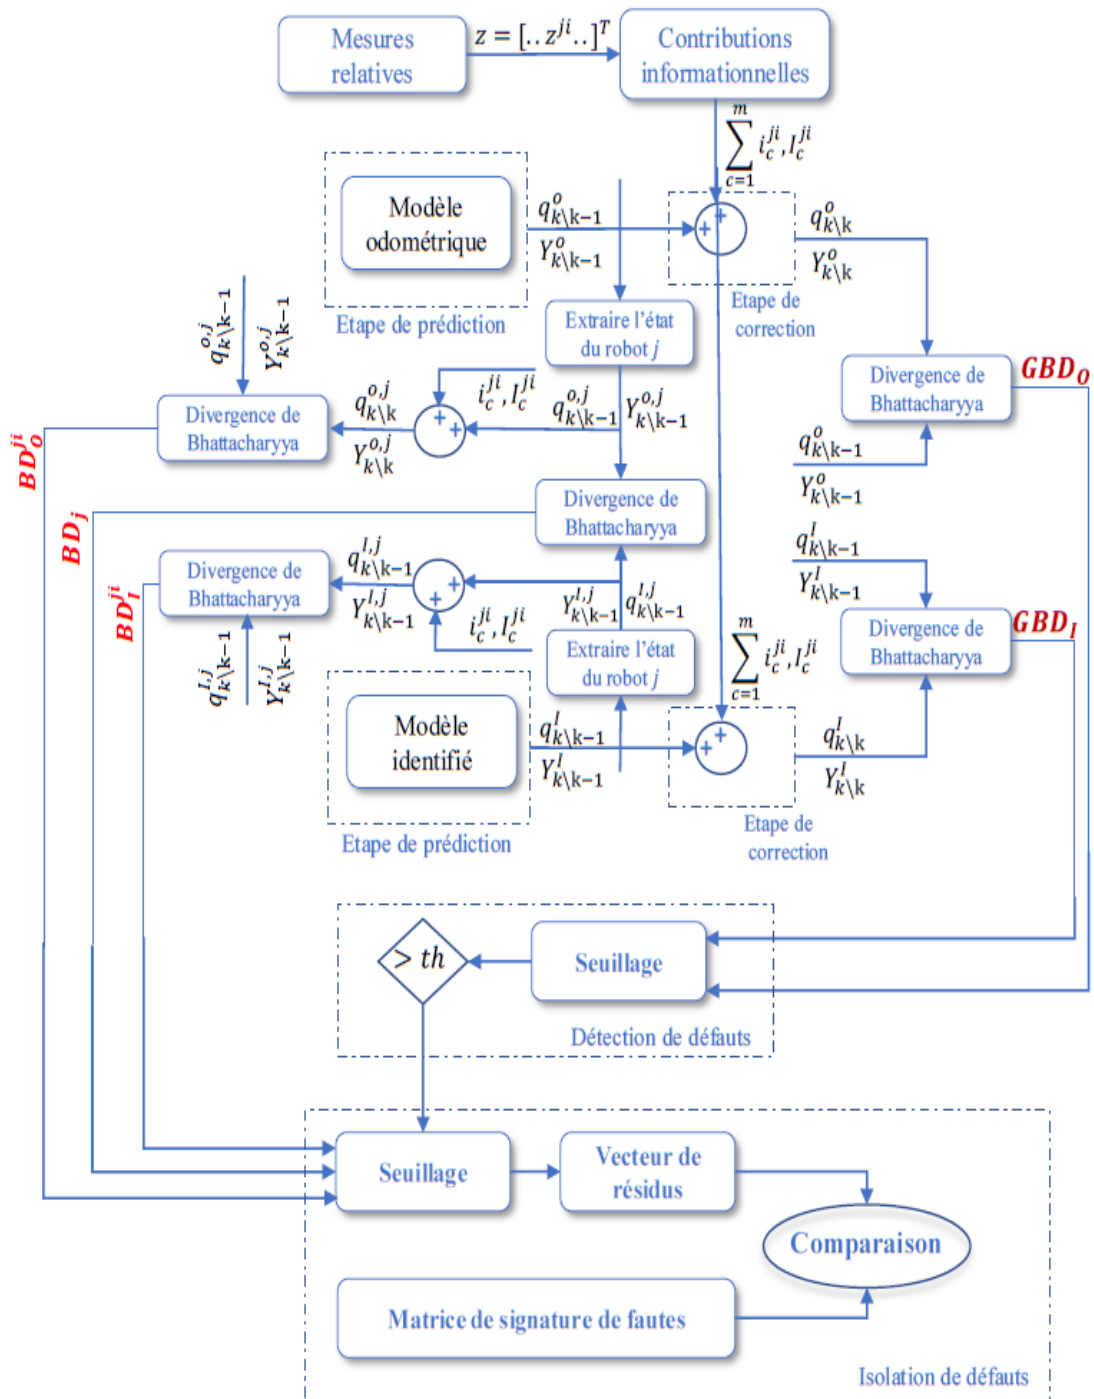 Mesures
relatives
z = [..z^{ji}..]^T
Contributions
informationnelles
\sum_{c=1}^{m} i_c^{ji}, I_c^{ji}
Modèle
odométrique
q^o_{k\k-1}
Y^o_{k\k-1}
+ +
q^o_{k\k}
Y^o_{k\k}
Etape de prédiction
Etape de
correction
q^{o,j}_{k\k-1}
Y^{o,j}_{k\k-1}
Extraire l'état
du robot j
Divergence de
Bhattacharyya
GBD_O
Divergence de
Bhattacharyya
q^{o,j}_{k\k}
Y^{o,j}_{k\k}
i_c^{ji}, I_c^{ji}
+ +
q^{o,j}_{k\k-1}
Y^{o,j}_{k\k-1}
q^o_{k\k-1}
Y^o_{k\k-1}
BD_o^{ji}
BD_j
BD_I^{ji}
Divergence de
Bhattacharyya
q^I_{k\k-1}
Y^I_{k\k-1}
Divergence de
Bhattacharyya
q^{I,j}_{k\k-1}
Y^{I,j}_{k\k-1}
+ +
i_c^{ji}, I_c^{ji}
Y^{I,j}_{k\k-1}
q^{I,j}_{k\k-1}
Divergence de
Bhattacharyya
GBD_I
q^{I,j}_{k\k-1}
Y^{I,j}_{k\k-1}
Extraire l'état
du robot j
\sum_{c=1}^{m} i_c^{ji}, I_c^{ji}
Modèle
identifié
q^I_{k\k-1}
Y^I_{k\k-1}
+ +
q^I_{k\k}
Y^I_{k\k}
Etape de prédiction
Etape de
correction
> th
Seuillage
Détection de défauts
Seuillage
Vecteur de
résidus
Comparaison
Matrice de signature de fautes
Isolation de défauts